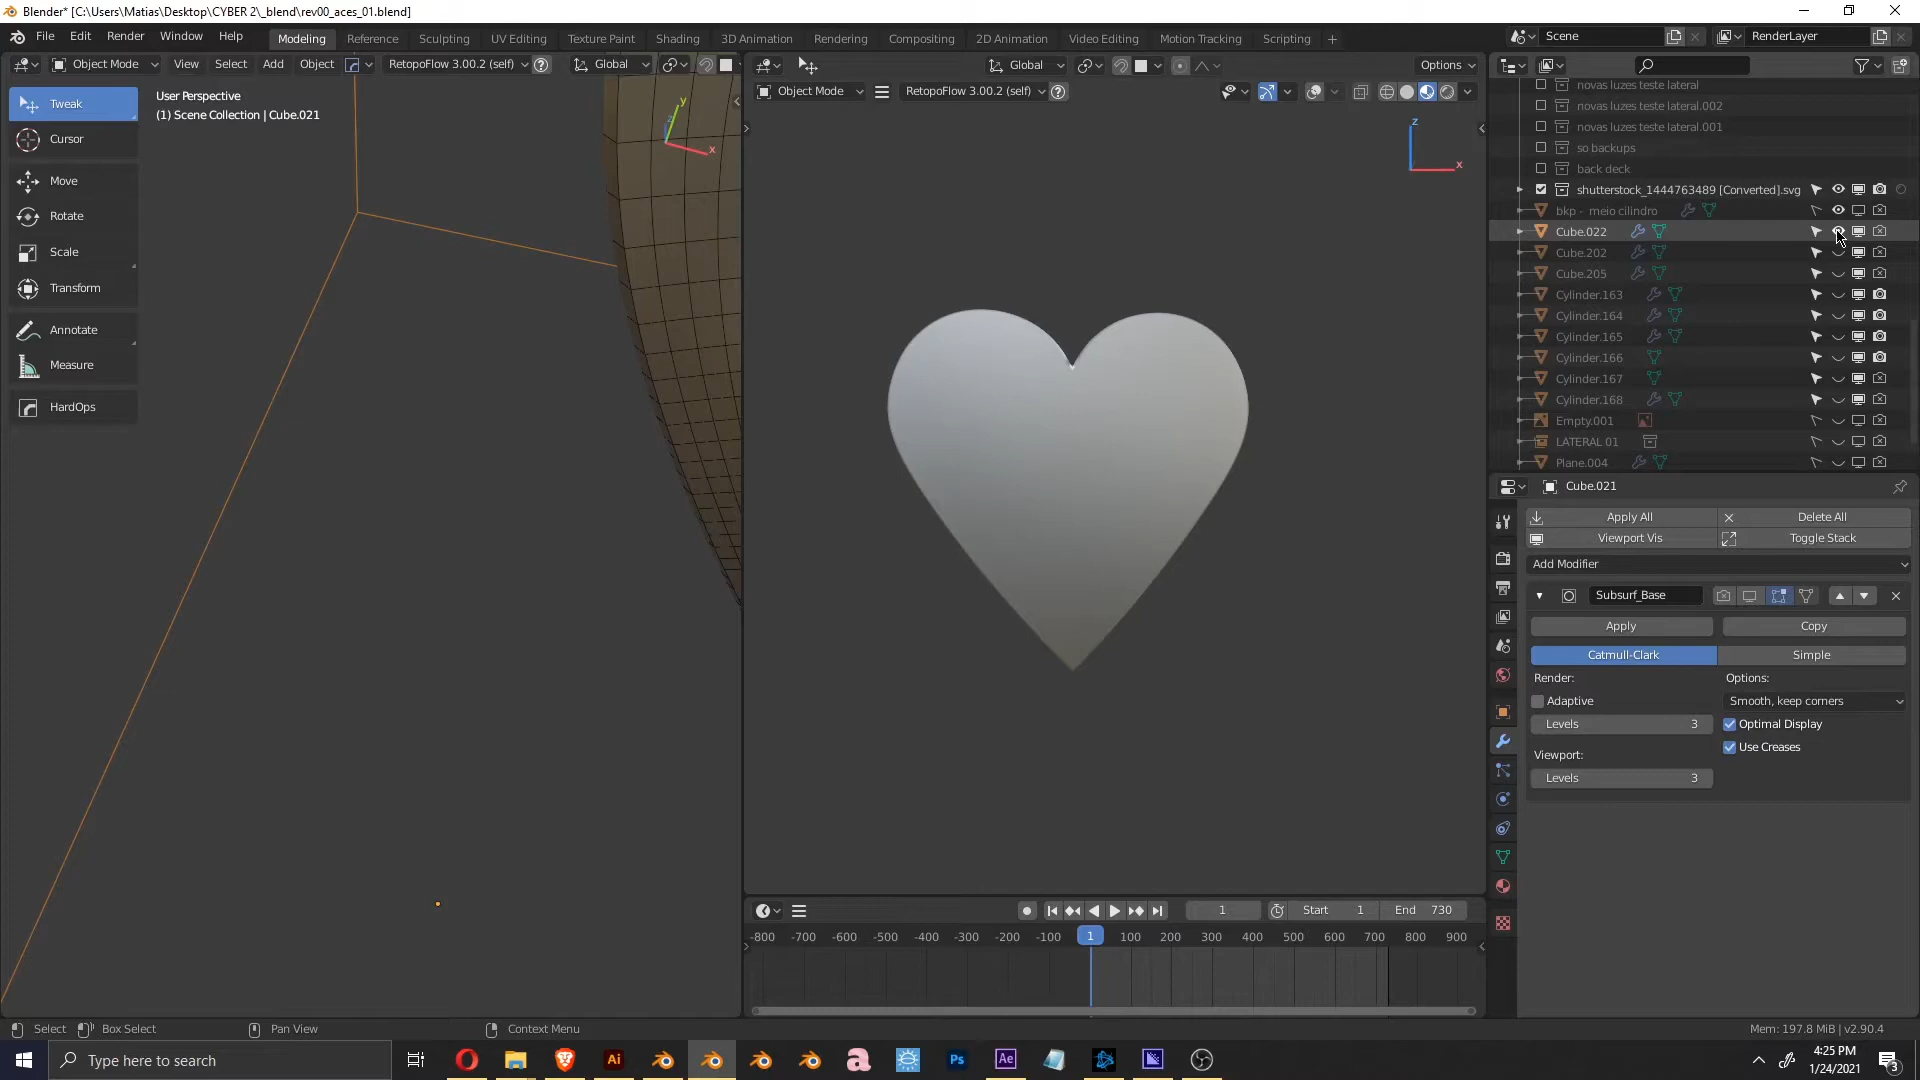 Blender* [C:\Users\Matias\Desktop\CYBER 2\_blend\rev00_aces_01.blend]
File Edit Render Window Help
Modeling Reference Sculpting UV Editing Texture Paint Shading 3D Animation Rendering Compositing 2D Animation Video Editing Motion Tracking Scripting +
Scene RenderLayer
Object Mode View Select Add Object RetopoFlow 3.00.2 (self) Global
Global Options
Object Mode RetopoFlow 3.00.2 (self)
Tweak
Cursor
Move
Rotate
Scale
Transform
Annotate
Measure
HardOps
User Perspective
(1) Scene Collection | Cube.021
y
z
x
z
x
novas luzes teste lateral
novas luzes teste lateral.002
novas luzes teste lateral.001
so backups
back deck
shutterstock_1444763489 [Converted].svg
bkp - meio cilindro
Cube.022
Cube.202
Cube.205
Cylinder.163
Cylinder.164
Cylinder.165
Cylinder.166
Cylinder.167
Cylinder.168
Empty.001
LATERAL 01
Plane.004
Cube.021
Apply All Delete All
Viewport Vis Toggle Stack
Add Modifier
Subsurf_Base
Apply Copy
Catmull-Clark Simple
Render: Options:
Adaptive Smooth, keep corners
Levels 3 Optimal Display
Use Creases
Viewport:
Levels 3
1 Start 1 End 730
-800 -700 -600 -500 -400 -300 -200 -100 1 100 200 300 400 500 600 700 800 900
Select Box Select Pan View Context Menu Mem: 197.8 MiB | v2.90.4
Type here to search
Ai
a
Ps
Ae
4:25 PM
1/24/2021
3